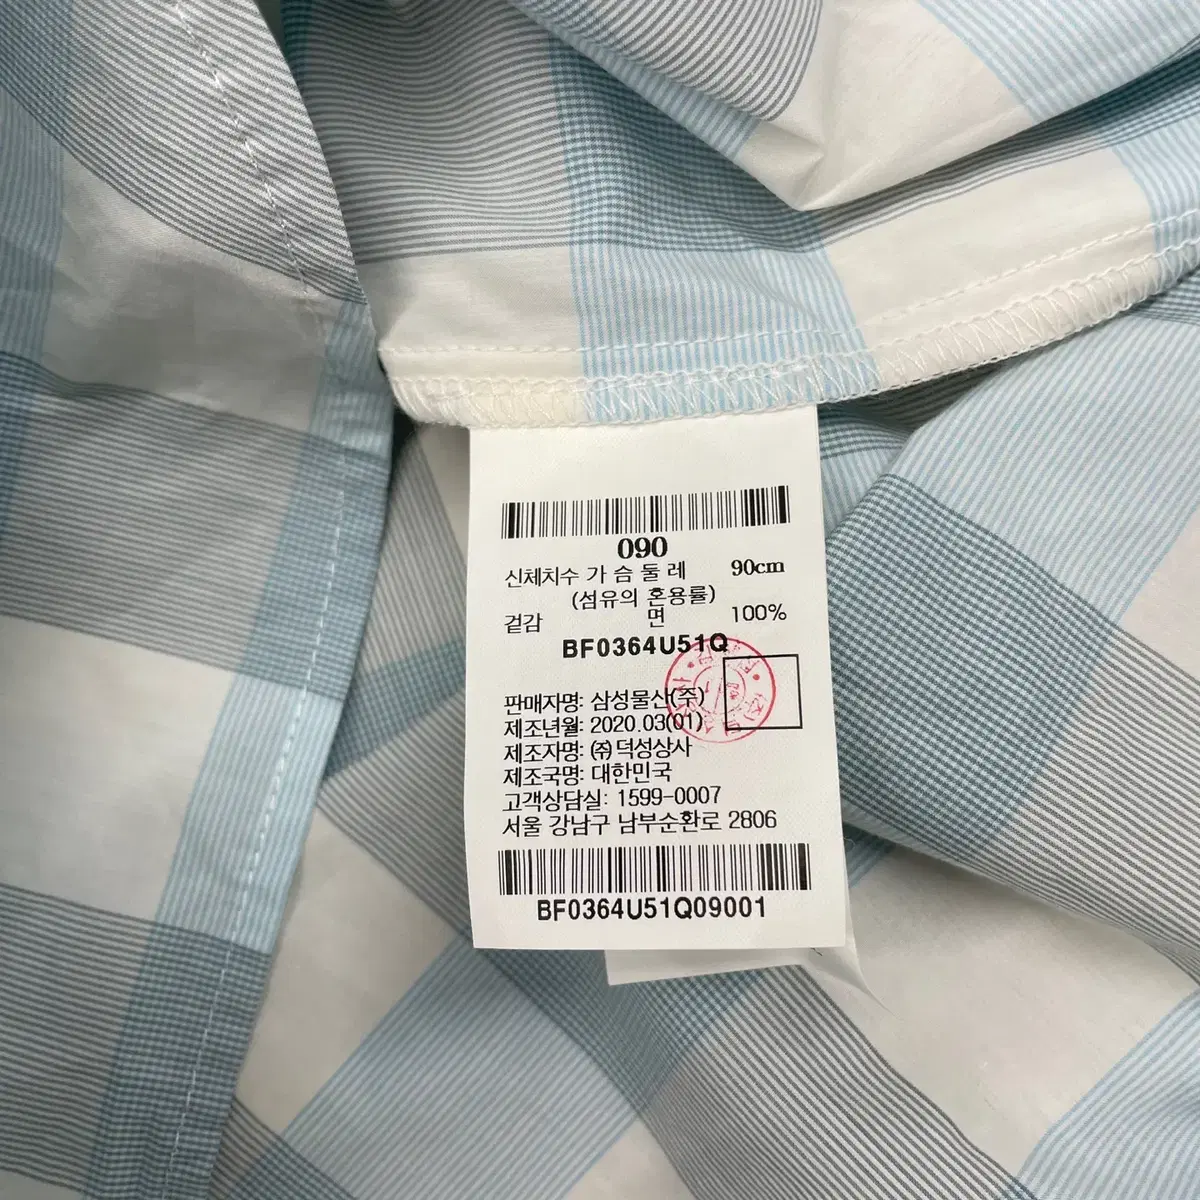 090
신체치수 가 슴 둘 레 90cm
(섬유의 혼용률)
겉감 면 100%
BF0364U51Q
판매자명: 삼성물산(주)
제조년월: 2020.03(01)
제조자명: ㈜덕성상사
제조국명: 대한민국
고객상담실: 1599-0007
서울 강남구 남부순환로 2806
BF0364U51Q09001